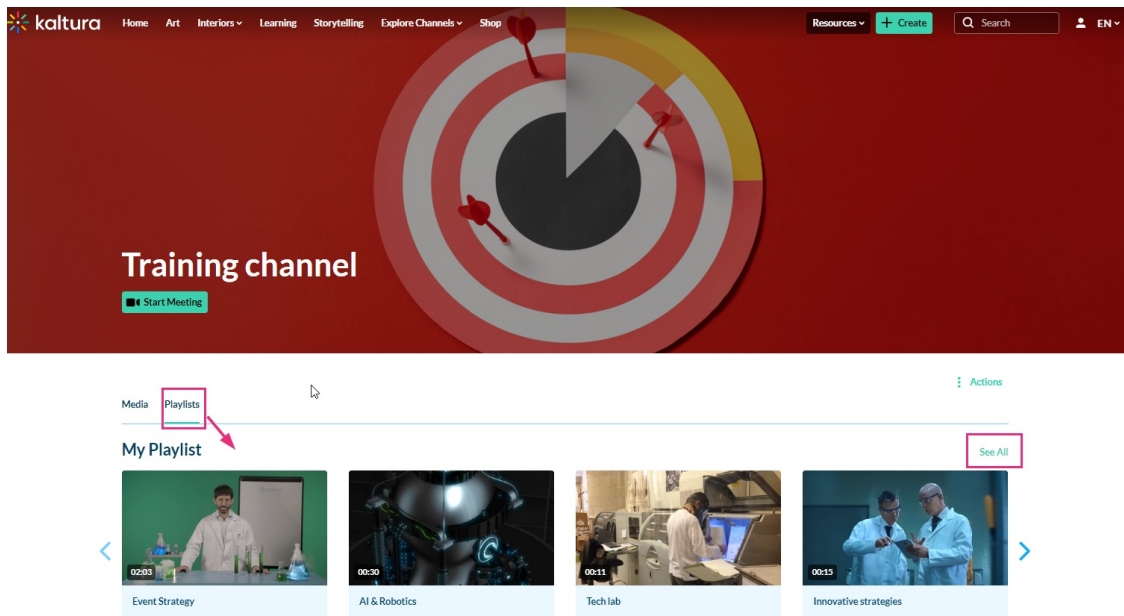 kaltura Home Art Interiors Learning Storytelling Explore Channels Shop Resources + Create Search EN
Training channel
Start Meeting
Actions
Media Playlists
My Playlist See All
02:03 00:30 00:11 00:15
Event Strategy AI & Robotics Tech lab Innovative strategies